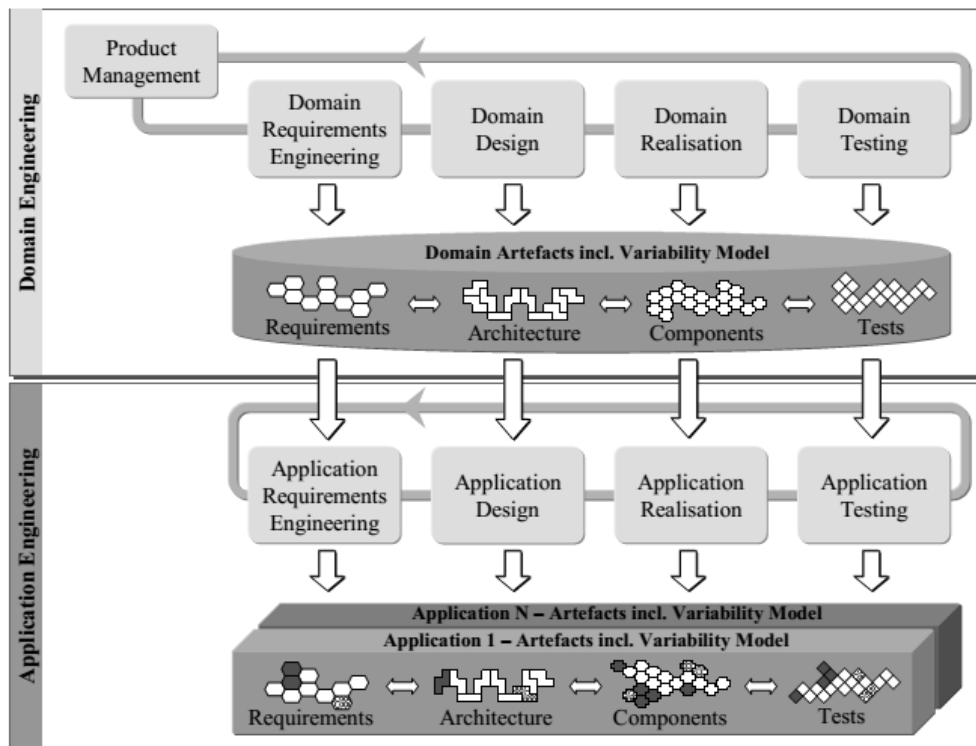 Domain Engineering
Product
Management
Domain
Requirements
Engineering
Domain
Design
Domain
Realisation
Domain
Testing
Domain Artefacts incl. Variability Model
Requirements
Architecture
Components
Tests
Application Engineering
Application
Requirements
Engineering
Application
Design
Application
Realisation
Application
Testing
Application N – Artefacts incl. Variability Model
Application 1 – Artefacts incl. Variability Model
Requirements
Architecture
Components
Tests